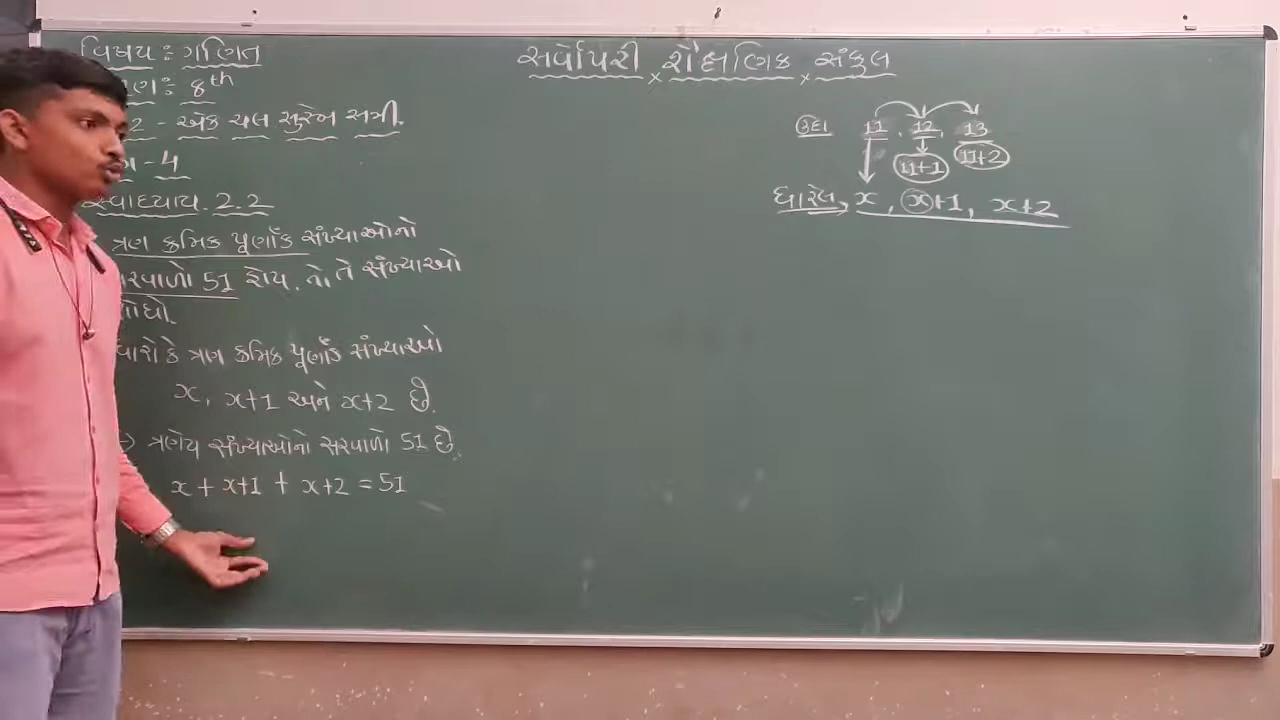 સર્વોપરી શૈક્ષણિક સંકુલ
વિષય : ગણિત
ણ : 8th
2 - એક ચલ સુરેખ સમી.
- 4
સ્વાધ્યાય. 2.2
ત્રણ ક્રમિક પૂર્ણાંક સંખ્યાઓનો
સરવાળો 51 હોય. તો, તે સંખ્યાઓ
શોધો.
ધારો કે ત્રણ ક્રમિક પૂર્ણાંક સંખ્યાઓ
x, x+1 અને x+2 છે.
→ ત્રણેય સંખ્યાઓનો સરવાળો 51 છે.
x + x+1 + x+2 = 51
ઉદા 11, 12, 13
11+1 11+2
ધારેલ, x, x+1, x+2